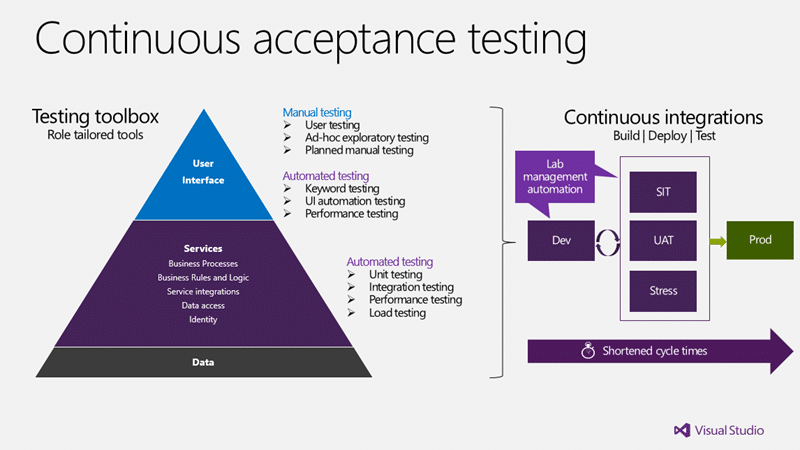 Continuous acceptance testing
Testing toolbox
Role tailored tools
User
Interface
Services
Business Processes
Business Rules and Logic
Service integrations
Data access
Identity
Data
Manual testing
➢ User testing
➢ Ad-hoc exploratory testing
➢ Planned manual testing
Automated testing
➢ Keyword testing
➢ UI automation testing
➢ Performance testing
Automated testing
➢ Unit testing
➢ Integration testing
➢ Performance testing
➢ Load testing
Continuous integrations
Build | Deploy | Test
Lab
management
automation
Dev
SIT
UAT
Stress
Prod
Shortened cycle times
Visual Studio